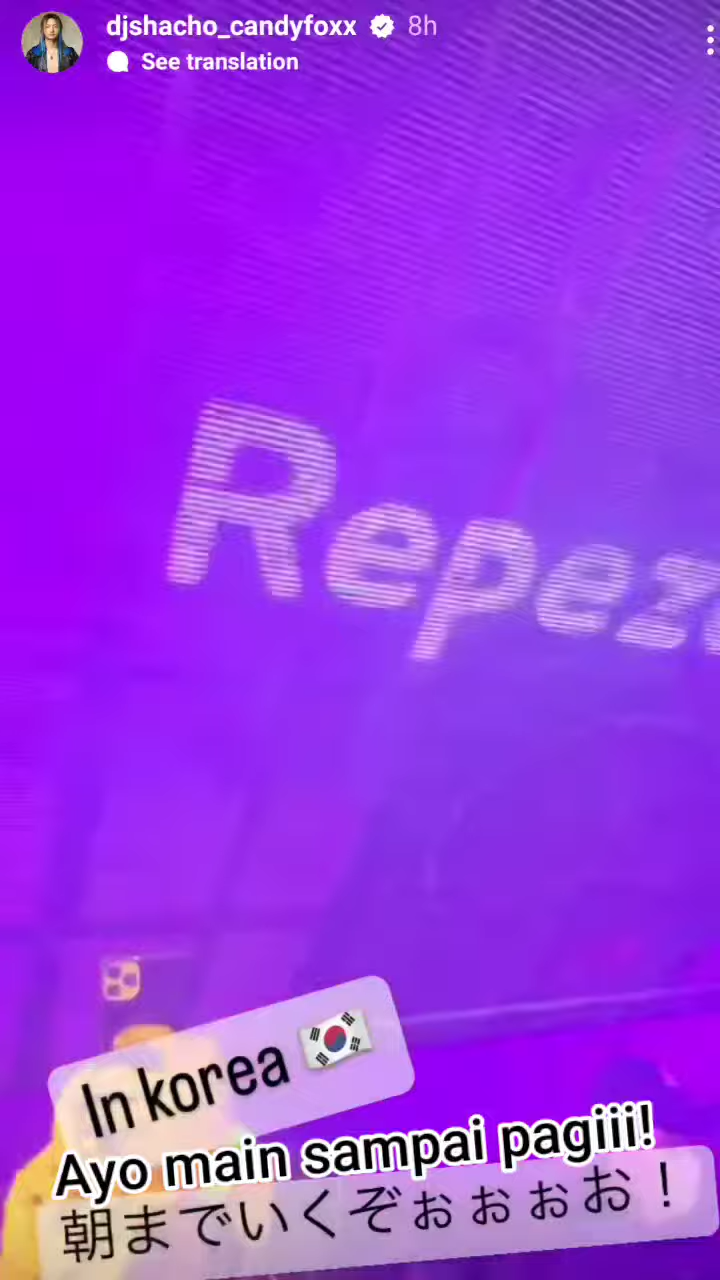 djshacho_candyfoxx 8h
See translation
Repez
In korea 🇰🇷
Ayo main sampai pagiii!
朝までいくぞぉぉぉお！